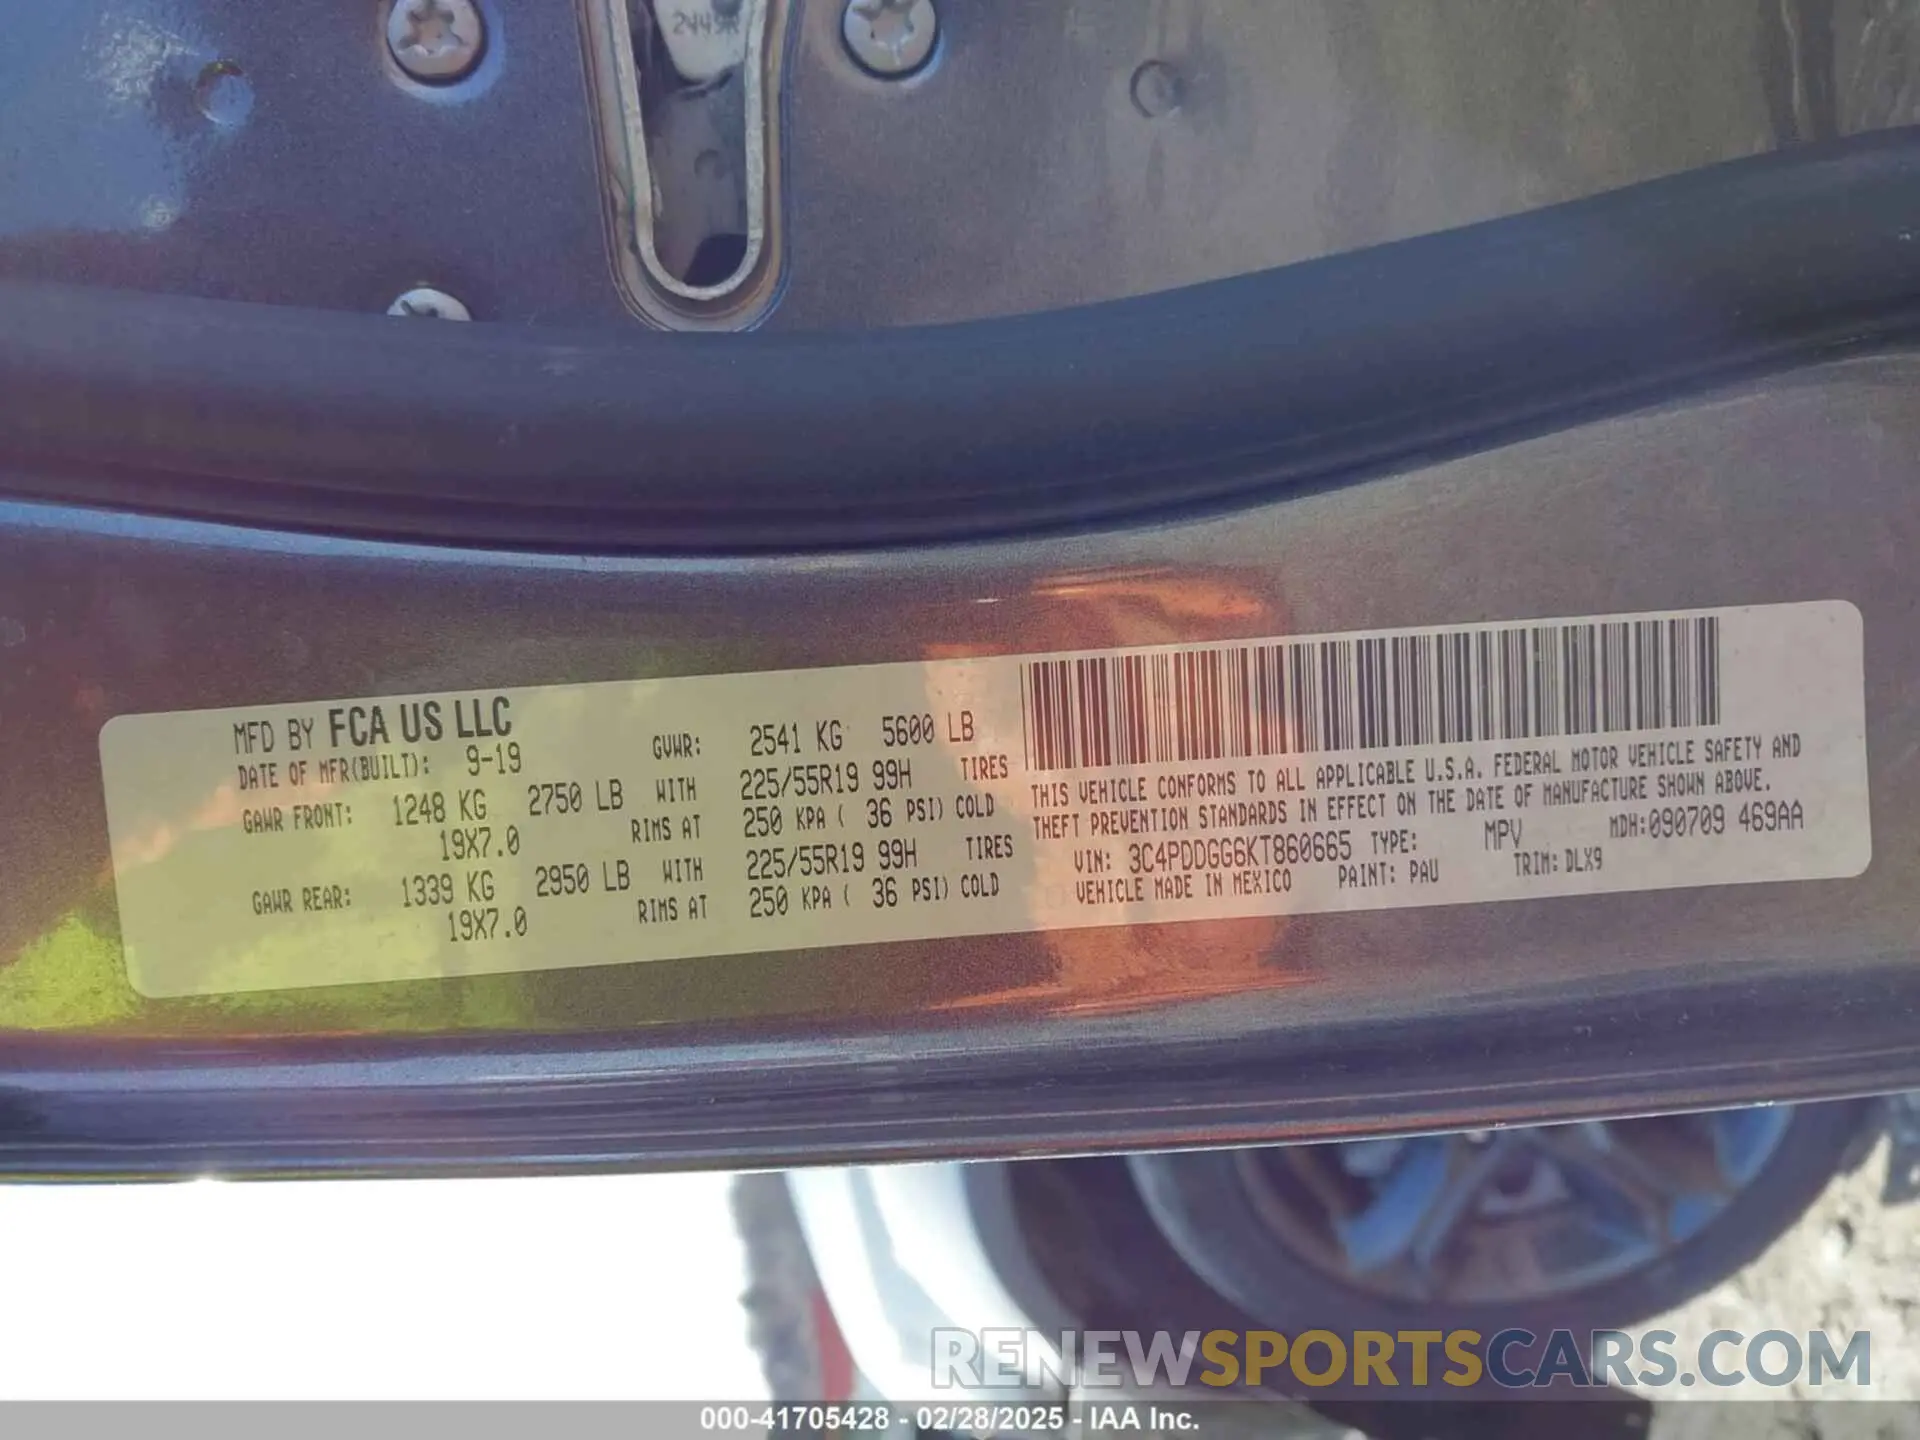 2449A
MFD BY FCA US LLC
DATE OF MFR(BUILT): 9-19 GVWR: 2541 KG 5600 LB
GAWR FRONT: 1248 KG 2750 LB WITH 225/55R19 99H TIRES
19X7.0 RIMS AT 250 KPA ( 36 PSI) COLD
GAWR REAR: 1339 KG 2950 LB WITH 225/55R19 99H TIRES
19X7.0 RIMS AT 250 KPA ( 36 PSI) COLD
THIS VEHICLE CONFORMS TO ALL APPLICABLE U.S.A. FEDERAL MOTOR VEHICLE SAFETY AND
THEFT PREVENTION STANDARDS IN EFFECT ON THE DATE OF MANUFACTURE SHOWN ABOVE.
VIN: 3C4PDDGG6KT860665 TYPE: MPV MDH:090709 469AA
VEHICLE MADE IN MEXICO PAINT: PAU TRIM: DLX9
RENEWSPORTSCARS.COM
000-41705428 - 02/28/2025 - IAA Inc.